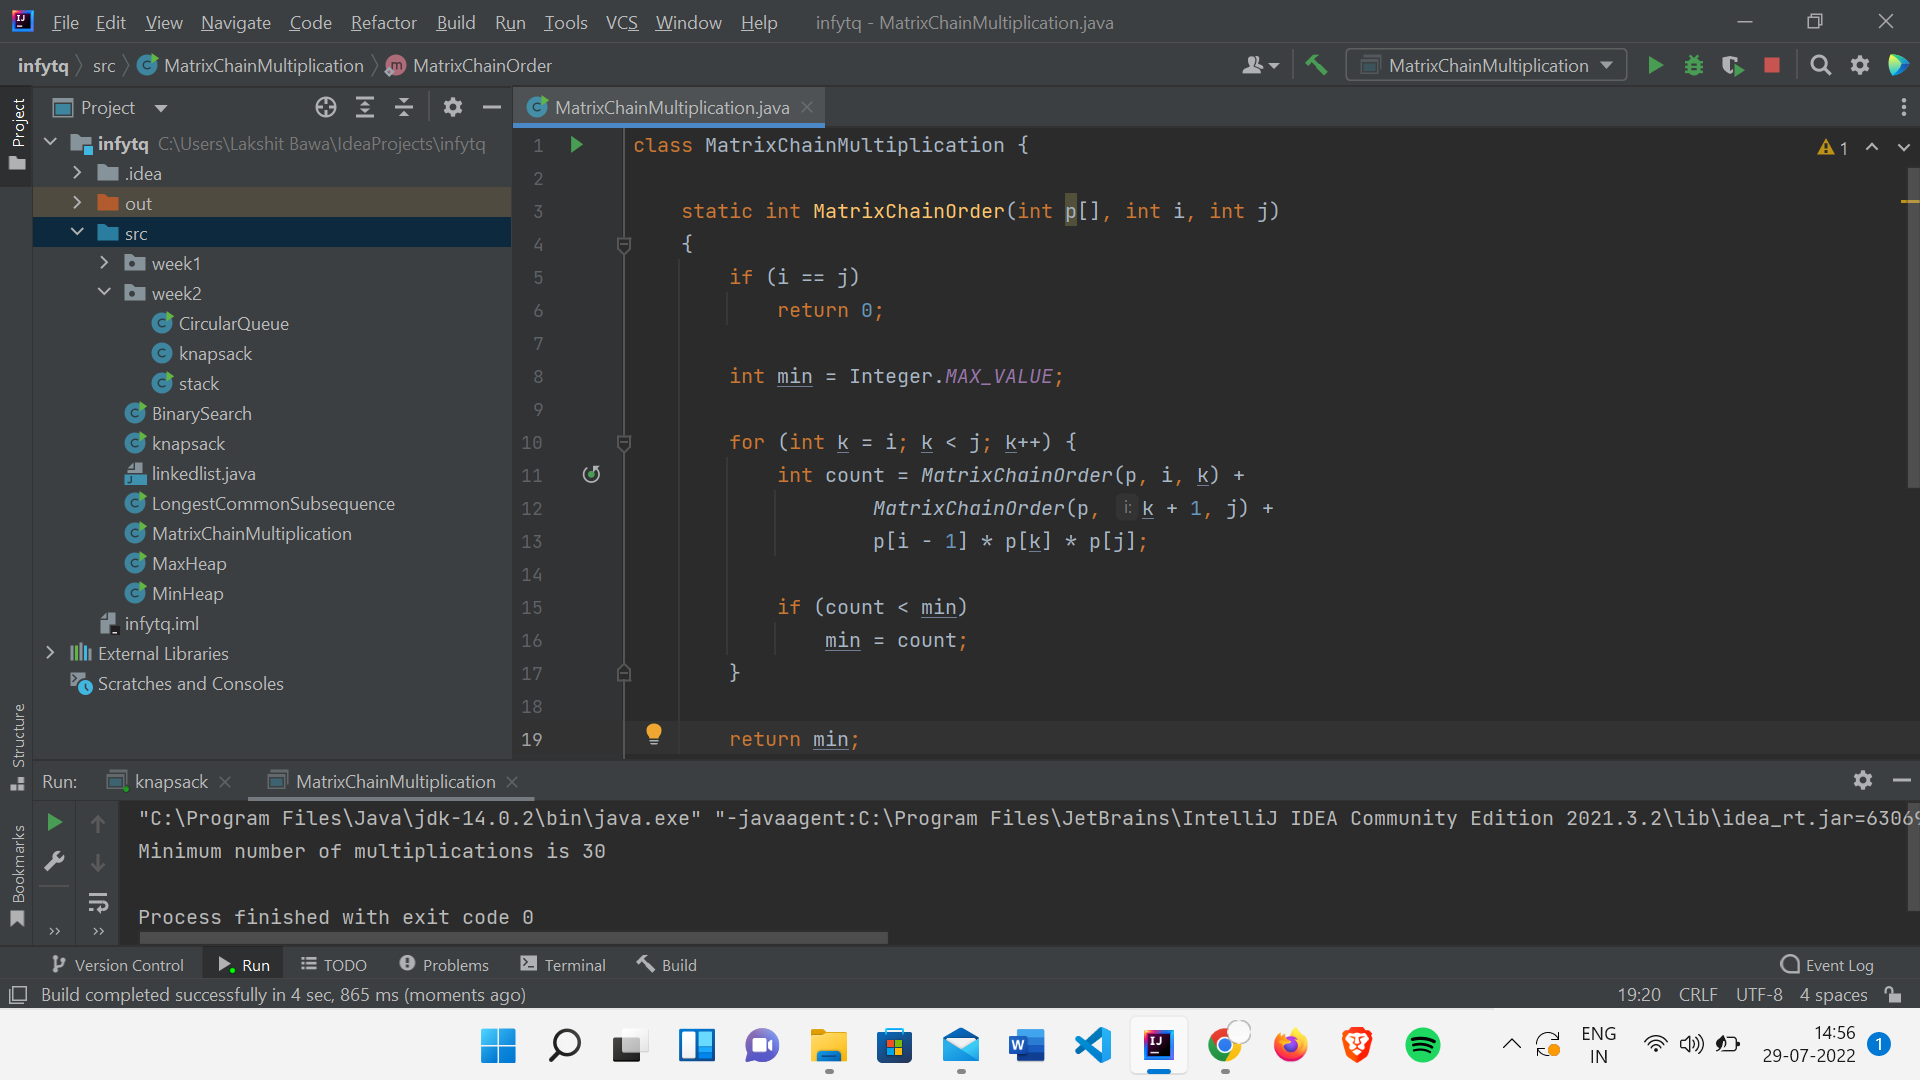 File Edit View Navigate Code Refactor Build Run Tools VCS Window Help infytq - MatrixChainMultiplication.java
infytq src MatrixChainMultiplication MatrixChainOrder MatrixChainMultiplication
Project
Project
infytq C:\Users\Lakshit Bawa\IdeaProjects\infytq
.idea
out
src
week1
week2
CircularQueue
knapsack
stack
BinarySearch
knapsack
linkedlist.java
LongestCommonSubsequence
MatrixChainMultiplication
MaxHeap
MinHeap
infytq.iml
External Libraries
Scratches and Consoles
Structure
Bookmarks
MatrixChainMultiplication.java
1 class MatrixChainMultiplication {
2
3 static int MatrixChainOrder(int p[], int i, int j)
4 {
5 if (i == j)
6 return 0;
7
8 int min = Integer.MAX_VALUE;
9
10 for (int k = i; k < j; k++) {
11 int count = MatrixChainOrder(p, i, k) +
12 MatrixChainOrder(p, i: k + 1, j) +
13 p[i - 1] * p[k] * p[j];
14
15 if (count < min)
16 min = count;
17 }
18
19 return min;
1
Run: knapsack MatrixChainMultiplication
"C:\Program Files\Java\jdk-14.0.2\bin\java.exe" "-javaagent:C:\Program Files\JetBrains\IntelliJ IDEA Community Edition 2021.3.2\lib\idea_rt.jar=63069
Minimum number of multiplications is 30
Process finished with exit code 0
Version Control Run TODO Problems Terminal Build Event Log
Build completed successfully in 4 sec, 865 ms (moments ago) 19:20 CRLF UTF-8 4 spaces
ENG
IN
14:56
29-07-2022
1